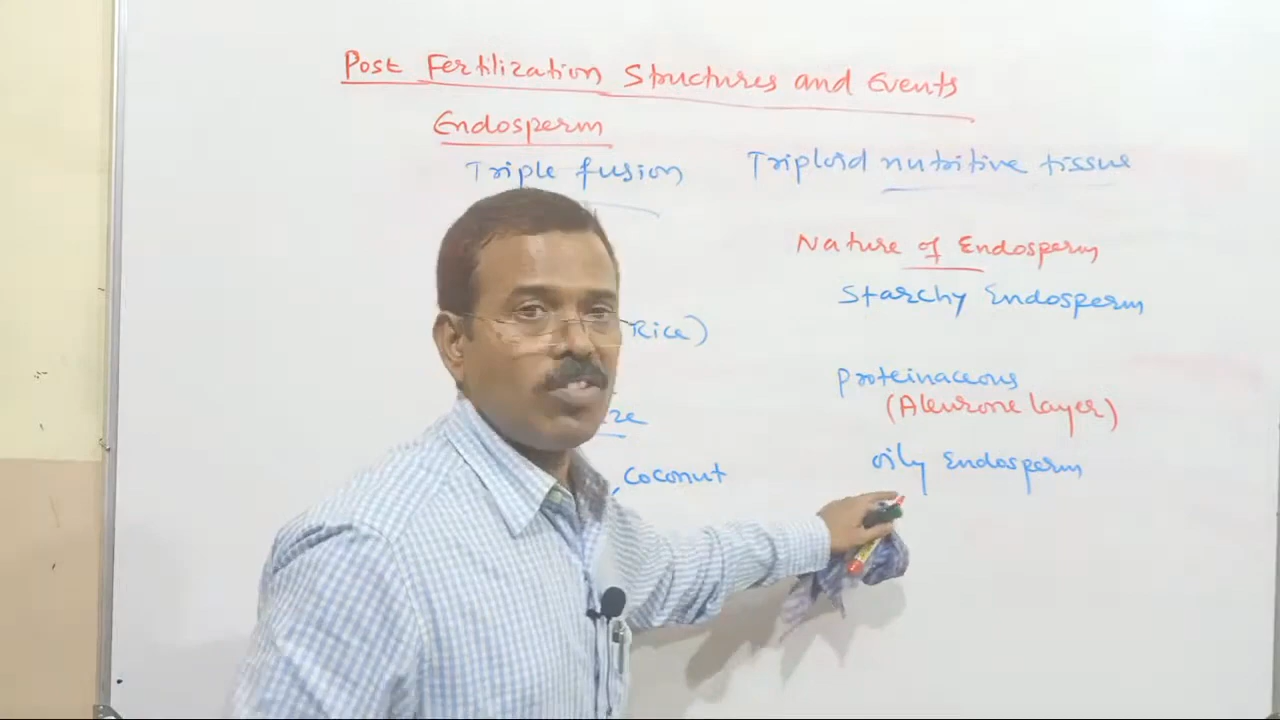 Post Fertilization Structures and Events
Endosperm
Triple fusion
Triploid nutritive tissue
Nature of Endosperm
Starchy Endosperm
Rice)
proteinaceous
(Aleurone layer)
ze
oily Endosperm
, coconut